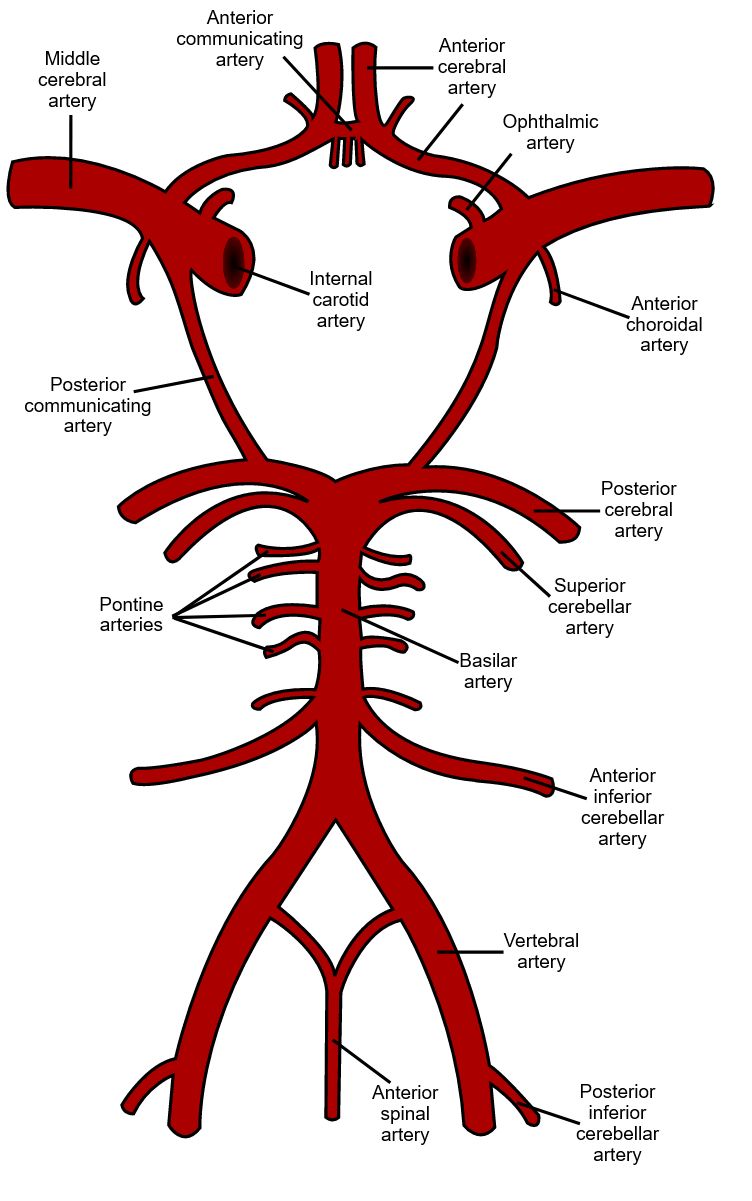 Anterior
communicating
artery
Anterior
cerebral
artery
Middle
cerebral
artery
Ophthalmic
artery
Internal
carotid
artery
Anterior
choroidal
artery
Posterior
communicating
artery
Posterior
cerebral
artery
Superior
cerebellar
artery
Pontine
arteries
Basilar
artery
Anterior
inferior
cerebellar
artery
Vertebral
artery
Anterior
spinal
artery
Posterior
inferior
cerebellar
artery